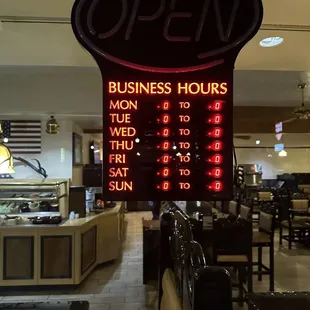 OPEN
BUSINESS HOURS
MON 0 TO 0
TUE 0 TO 0
WED 0 TO 0
THU 0 TO 0
FRI 0 TO 0
SAT 0 TO 0
SUN 0 TO 0